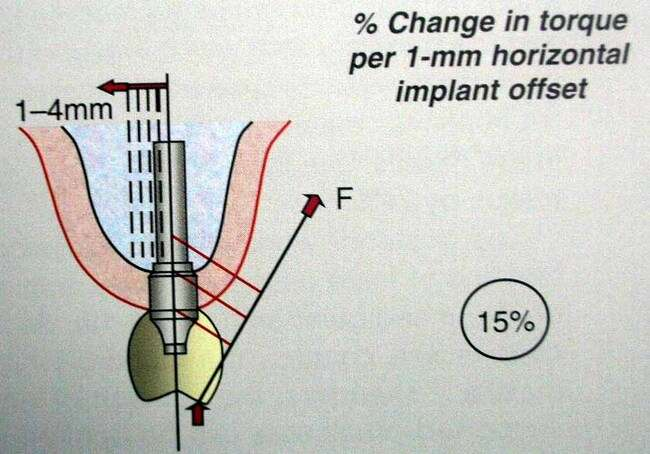 % Change in torque
per 1-mm horizontal
implant offset
1–4mm
F
15%